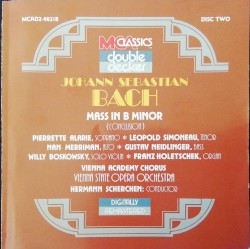 MCAD2-99218 DISC TWO
MCA CLASSICS
double
decker
JOHANN SEBASTIAN
BACH
MASS IN B MINOR
(CONCLUSION)
PIERRETTE ALARIE, SOPRANO • LEOPOLD SIMONEAU, TENOR
NAN MERRIMAN, ALTO • GUSTAV NEIDLINGER, BASS
WILLY BOSKOVSKY, SOLO VIOLIN • FRANZ HOLETSCHEK, ORGAN
VIENNA ACADEMY CHORUS
VIENNA STATE OPERA ORCHESTRA
HERMANN SCHERCHEN: CONDUCTOR
DIGITALLY
REMASTERED